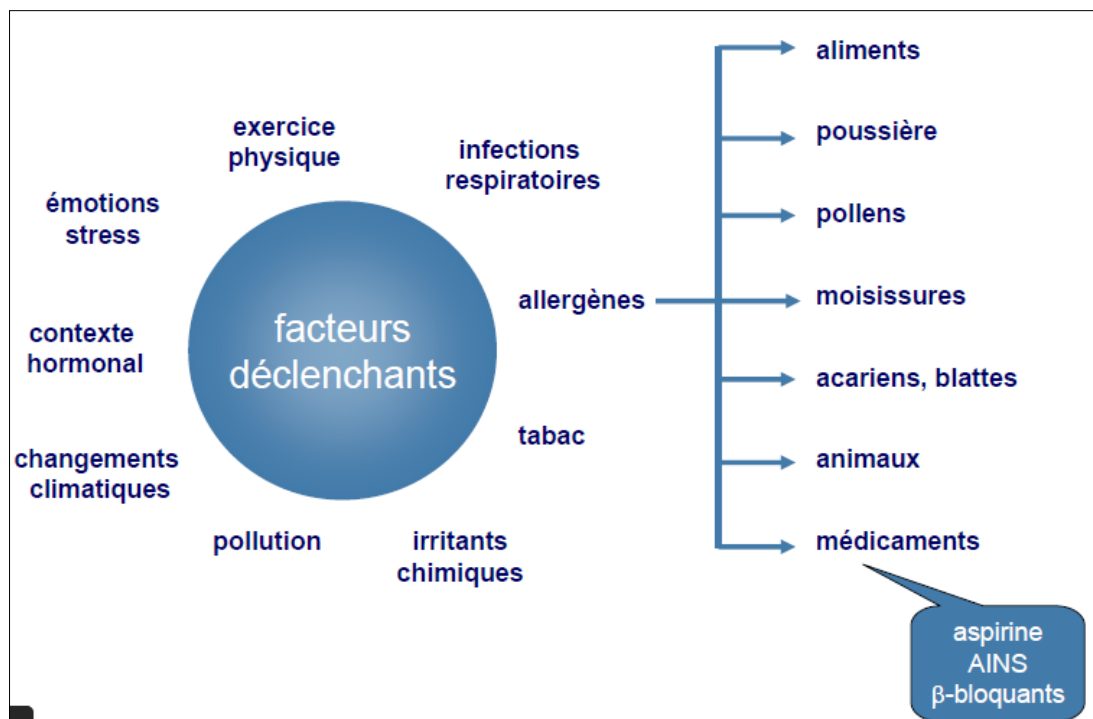 exercice
physique
infections
respiratoires
émotions
stress
allergènes
contexte
hormonal
facteurs
déclenchants
tabac
changements
climatiques
pollution
irritants
chimiques
aliments
poussière
pollens
moisissures
acariens, blattes
animaux
médicaments
aspirine
AINS
β-bloquants